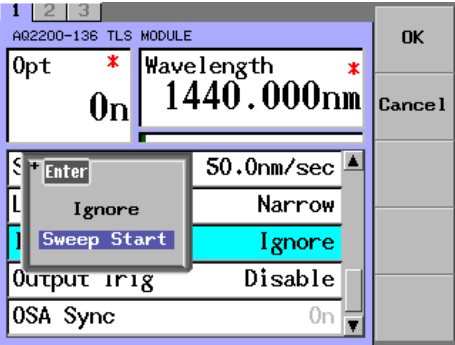 1 2 3
AQ2200-136 TLS MODULE
OK
Opt *
On
Wavelength *
1440.000nm
Cancel
50.0nm/sec
Enter
Ignore
Sweep Start
Narrow
Ignore
Output Trig
Disable
OSA Sync
On